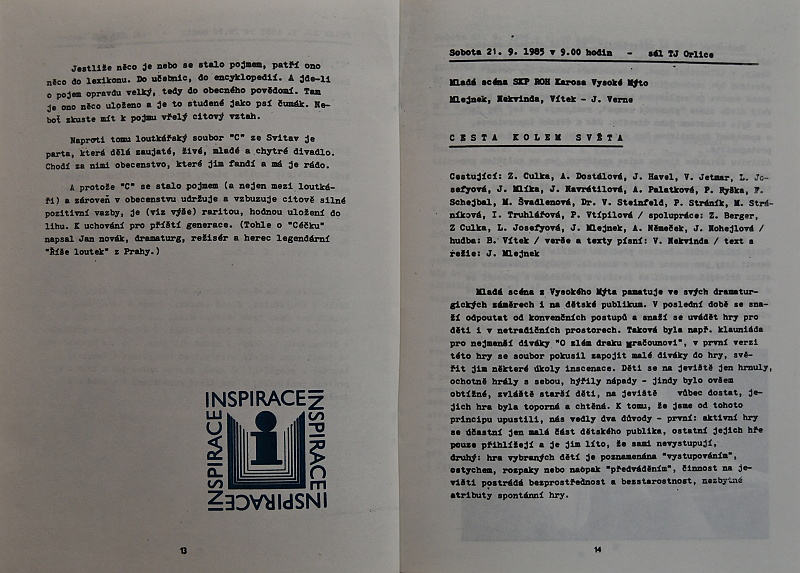 Jestliže něco je nebo se stalo pojmem, patří ono
něco do lexikonu. Do učebnic, do encyklopedií. A jde-li
o pojem opravdu velký, tedy do obecného povědomí. Tam
je ono něco uloženo a je to studené jako psí čumák. Ne-
boť zkuste mít k pojmu vřelý citový vztah.
Naproti tomu loutkářský soubor "C" ze Svitav je
parta, která dělá zaujaté, živé, mladé a chytré divadlo.
Chodí za nimi obecenstvo, které jim fandí a má je rádo.
A protože "C" se stalo pojmem (a nejen mezi loutká-
ři) a zároveň v obecenstvu udržuje a vzbuzuje citově silné
pozitivní vazby, je (viz výše) raritou, hodnou uložení do
lihu. K uchování pro příští generace. (Tohle o "Céčku"
napsal Jan novák, dramaturg, režisér a herec legendární
"Říše loutek" z Prahy.)
INSPIRACE
INSPIRACE
INSPIRACE
INSPIRACE
13
Sobota 21. 9. 1985 v 9.00 hodin - sál TJ Orlice
Mladá scéna SKP ROH Karosa Vysoké Mýto
Mlejnek, Nekvinda, Vítek - J. Verne
CESTA KOLEM SVĚTA
Cestující: Z. Culka, A. Dostálová, J. Havel, V. Jetmar, L. Jo-
sefyová, J. Mlíka, J. Navrátilová, A. Palatková, P. Ryška, F.
Schejbal, M. Švadlenová, Dr. V. Steinfeld, P. Stráník, M. Strá-
níková, I. Truhlářová, P. Vtípilová / spolupráce: Z. Berger,
Z Culka, L. Josefyová, J. Mlejnek, A. Němeček, J. Nohejlová /
hudba: B. Vítek / verše a texty písní: V. Nekvinda / text a
režie: J. Mlejnek
Mladá scéna z Vysokého Mýta pamatuje ve svých dramatur-
gických záměrech i na dětské publikum. V poslední době se sna-
ží odpoutat od konvenčních postupů a snaží se uvádět hry pro
děti i v netradičních prostorech. Taková byla např. klauniáda
pro nejmenší diváky "O zlém draku gračounovi", v první verzi
této hry se soubor pokusil zapojit malé diváky do hry, svě-
řit jim některé úkoly inscenace. Děti se na jeviště jen hrnuly,
ochotně hrály s sebou, hýřily nápady - jindy bylo ovšem
obtížné, zvláště starší děti, na jeviště vůbec dostat, je-
jich hra byla toporná a chtěná. K tomu, že jsme od tohoto
principu upustili, nás vedly dva důvody - první: aktivní hry
se účastní jen malá část dětského publika, ostatní jejich hře
pouze přihlížejí a je jim líto, že sami nevystupují,
druhý: hra vybraných dětí je poznamenána "vystupováním",
ostychem, rozpaky nebo naopak "předváděním", činnost na je-
višti postrádá bezprostřednost a bezstarostnost, nezbytné
atributy spontánní hry.
14